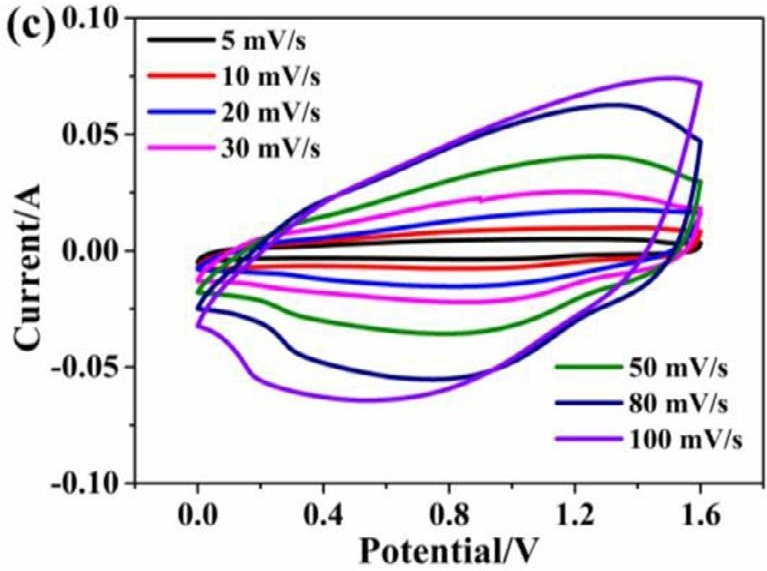 (c)
5 mV/s
10 mV/s
20 mV/s
30 mV/s
50 mV/s
80 mV/s
100 mV/s
Current/A
0.10
0.05
0.00
-0.05
-0.10
0.0 0.4 0.8 1.2 1.6
Potential/V